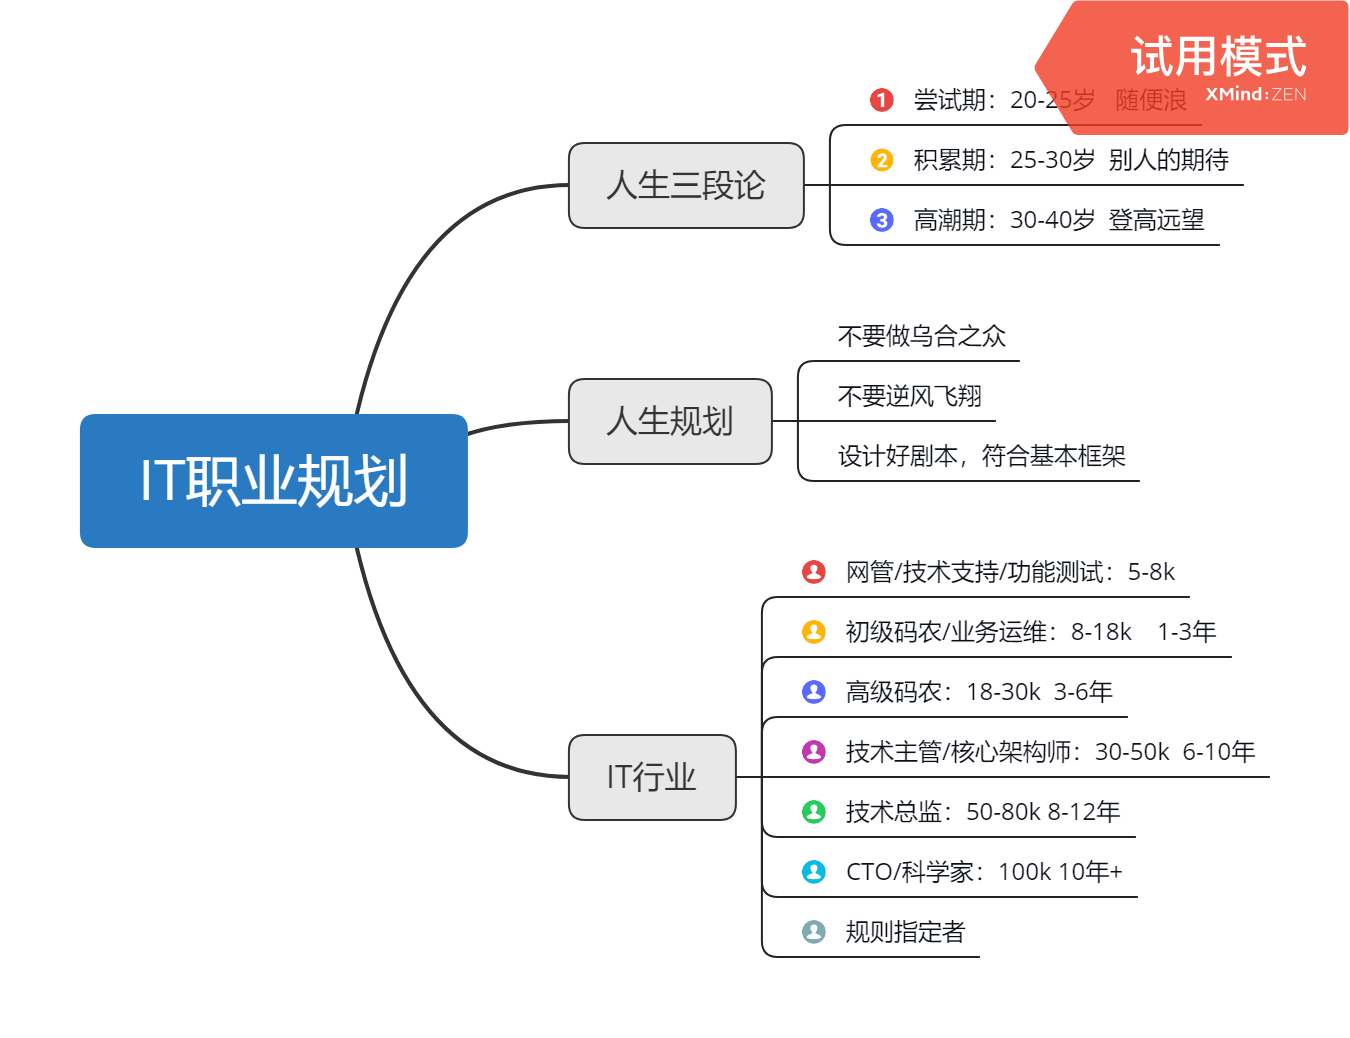 试用模式
XMind:ZEN
尝试期：20-25岁 随便浪
积累期：25-30岁 别人的期待
高潮期：30-40岁 登高远望
人生三段论
不要做乌合之众
不要逆风飞翔
设计好剧本，符合基本框架
人生规划
IT职业规划
网管/技术支持/功能测试：5-8k
初级码农/业务运维：8-18k 1-3年
高级码农：18-30k 3-6年
技术主管/核心架构师：30-50k 6-10年
技术总监：50-80k 8-12年
CTO/科学家：100k 10年+
规则指定者
IT行业